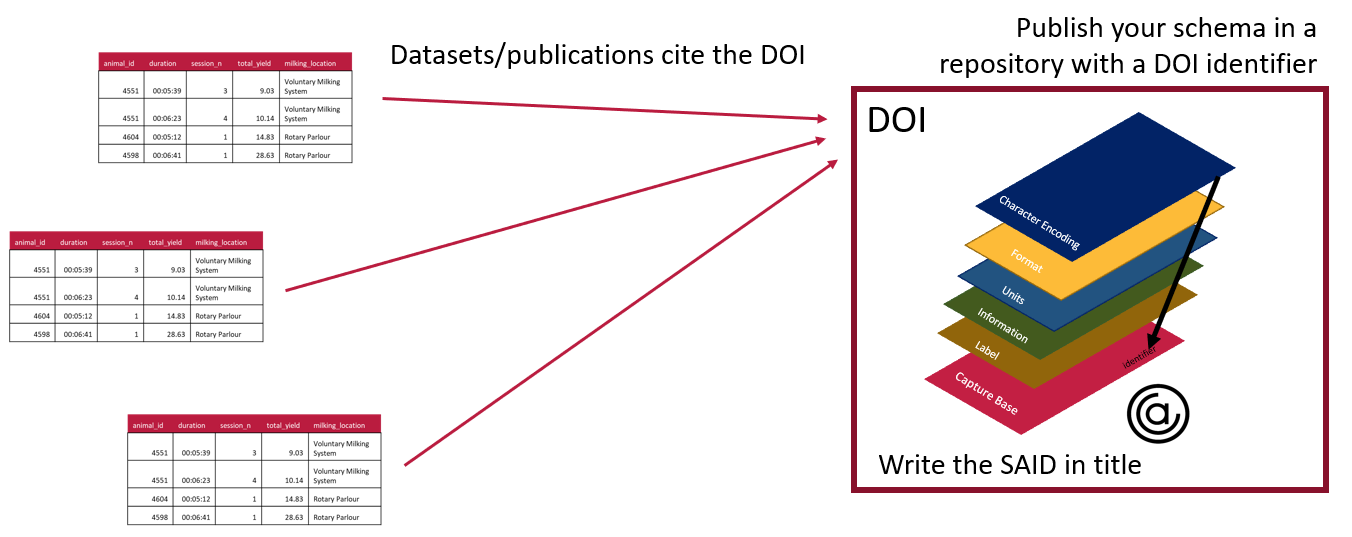 Publish your schema in a
repository with a DOI identifier
Datasets/publications cite the DOI
animal_id duration session_n total_yield milking_location
4551 00:05:39 3 9.03 Voluntary Milking
System
4551 00:06:23 4 10.14 Voluntary Milking
System
4604 00:05:12 1 14.83 Rotary Parlour
4598 00:06:41 1 28.63 Rotary Parlour
animal_id duration session_n total_yield milking_location
4551 00:05:39 3 9.03 Voluntary Milking
System
4551 00:06:23 4 10.14 Voluntary Milking
System
4604 00:05:12 1 14.83 Rotary Parlour
4598 00:06:41 1 28.63 Rotary Parlour
animal_id duration session_n total_yield milking_location
4551 00:05:39 3 9.03 Voluntary Milking
System
4551 00:06:23 4 10.14 Voluntary Milking
System
4604 00:05:12 1 14.83 Rotary Parlour
4598 00:06:41 1 28.63 Rotary Parlour
DOI
Character Encoding
Format
Units
Information
Label
Capture Base
identifier
@
Write the SAID in title